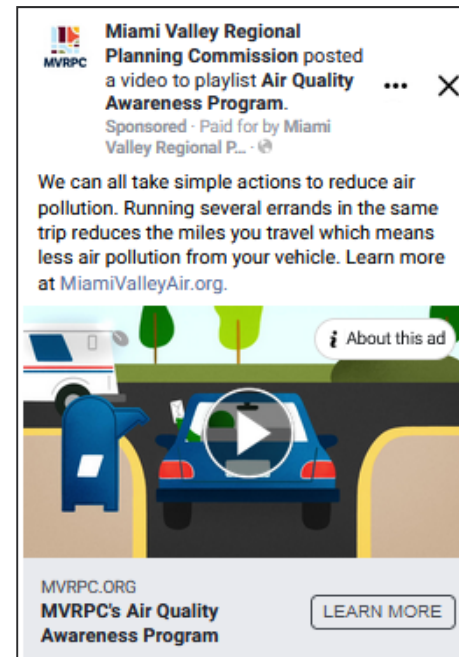 MVRPC
Miami Valley Regional
Planning Commission posted
a video to playlist Air Quality
Awareness Program.
Sponsored · Paid for by Miami
Valley Regional P... ·
We can all take simple actions to reduce air
pollution. Running several errands in the same
trip reduces the miles you travel which means
less air pollution from your vehicle. Learn more
at MiamiValleyAir.org.
About this ad
MVRPC.ORG
MVRPC's Air Quality
Awareness Program
LEARN MORE